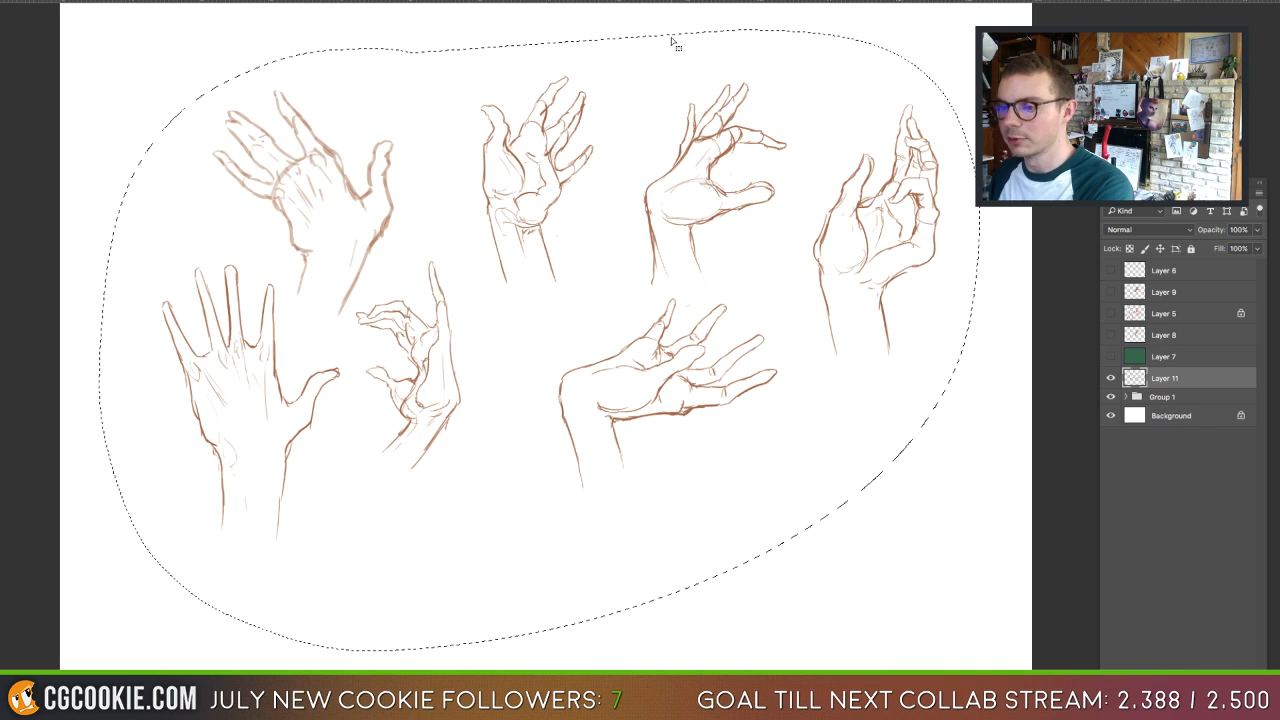 Kind
Normal Opacity: 100%
Lock: Fill: 100%
Layer 6
Layer 9
Layer 5
Layer 8
Layer 7
Layer 11
Group 1
Background
CGCOOKIE.COM JULY NEW COOKIE FOLLOWERS: 7 GOAL TILL NEXT COLLAB STREAM: 2.388 / 2.500